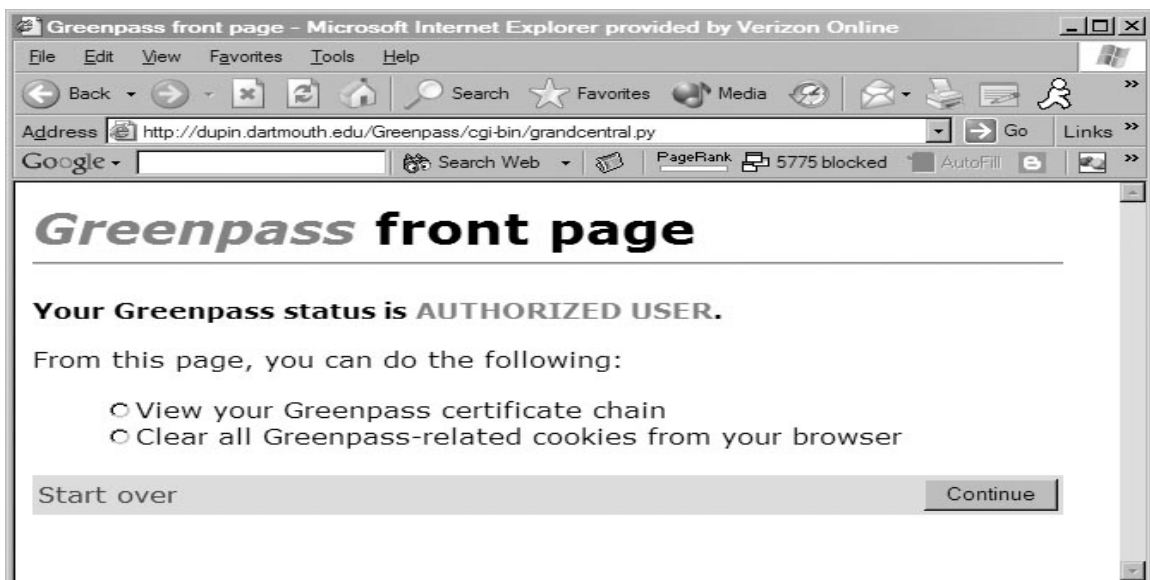 Greenpass front page - Microsoft Internet Explorer provided by Verizon Online
File Edit View Favorites Tools Help
Back Search Favorites Media »
Address http://dupin.dartmouth.edu/Greenpass/cgi-bin/grandcentral.py Go Links »
Google Search Web PageRank 5775 blocked AutoFill »
Greenpass front page
Your Greenpass status is AUTHORIZED USER.
From this page, you can do the following:
View your Greenpass certificate chain
Clear all Greenpass-related cookies from your browser
Start over Continue